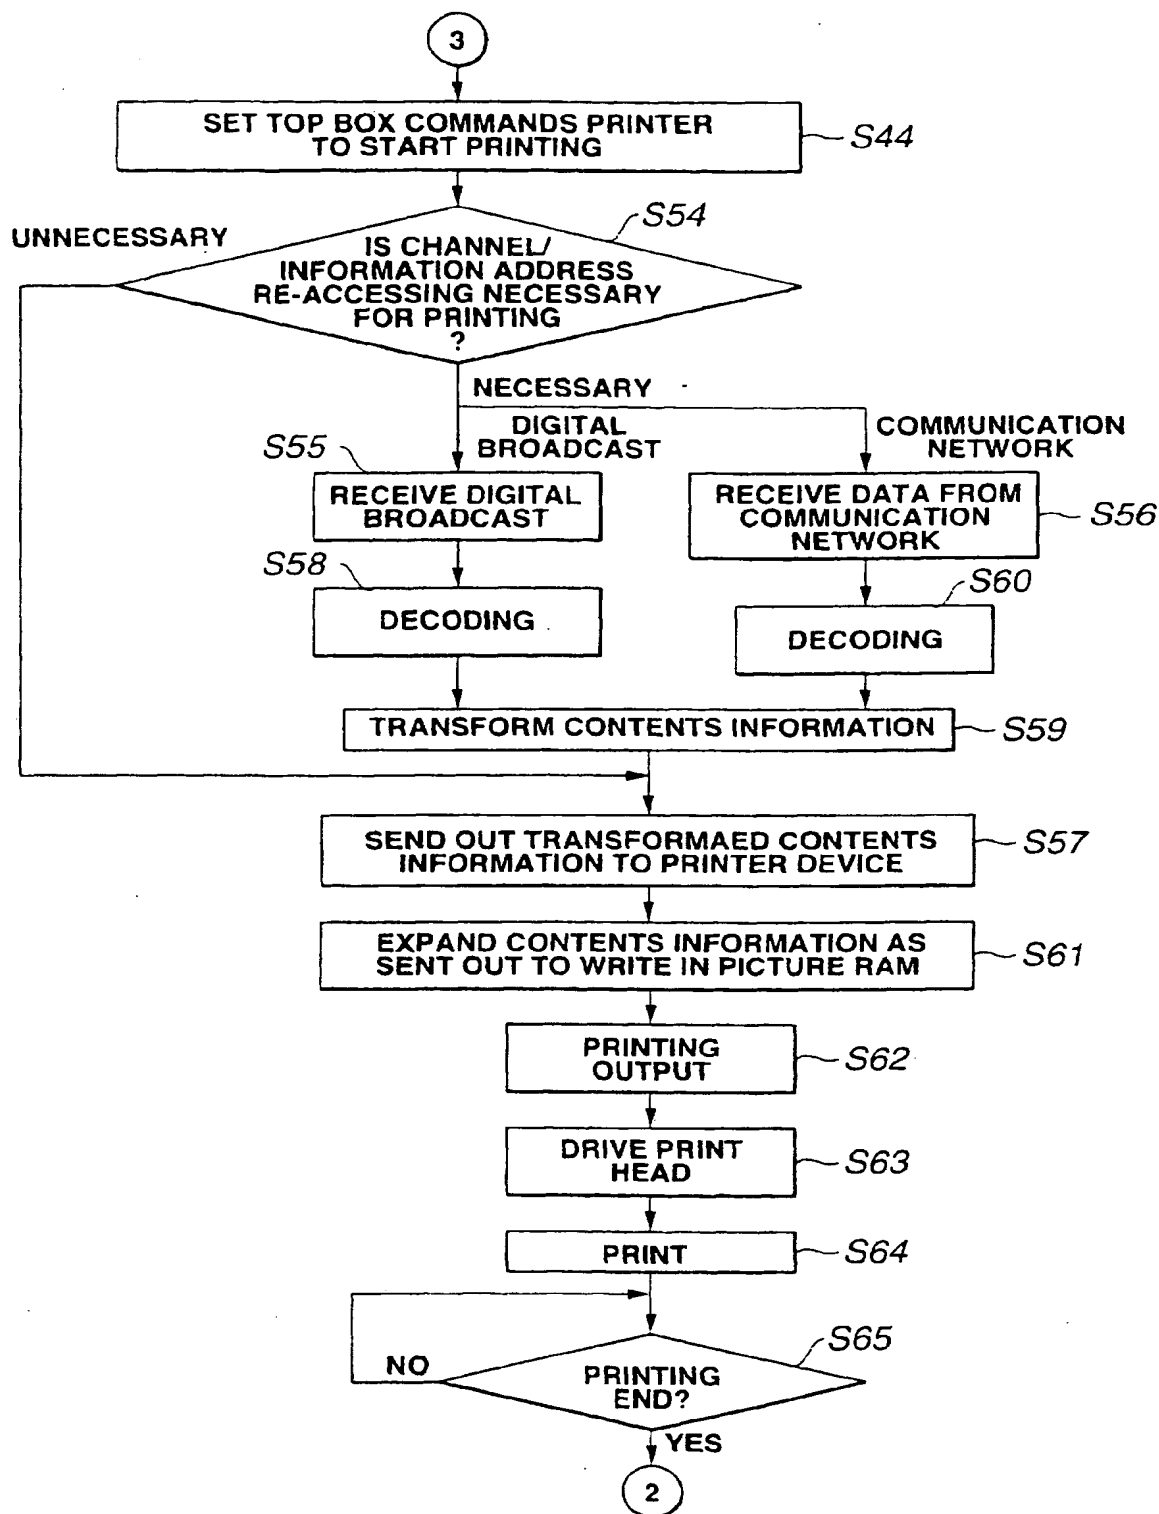 3
SET TOP BOX COMMANDS PRINTER
TO START PRINTING
S44
S54
UNNECESSARY
IS CHANNEL/
INFORMATION ADDRESS
RE-ACCESSING NECESSARY
FOR PRINTING
?
NECESSARY
DIGITAL
BROADCAST
COMMUNICATION
NETWORK
S55
RECEIVE DIGITAL
BROADCAST
RECEIVE DATA FROM
COMMUNICATION
NETWORK
S56
S58
DECODING
S60
DECODING
TRANSFORM CONTENTS INFORMATION
S59
SEND OUT TRANSFORMAED CONTENTS
INFORMATION TO PRINTER DEVICE
S57
EXPAND CONTENTS INFORMATION AS
SENT OUT TO WRITE IN PICTURE RAM
S61
PRINTING
OUTPUT
S62
DRIVE PRINT
HEAD
S63
PRINT
S64
S65
NO
PRINTING
END?
YES
2